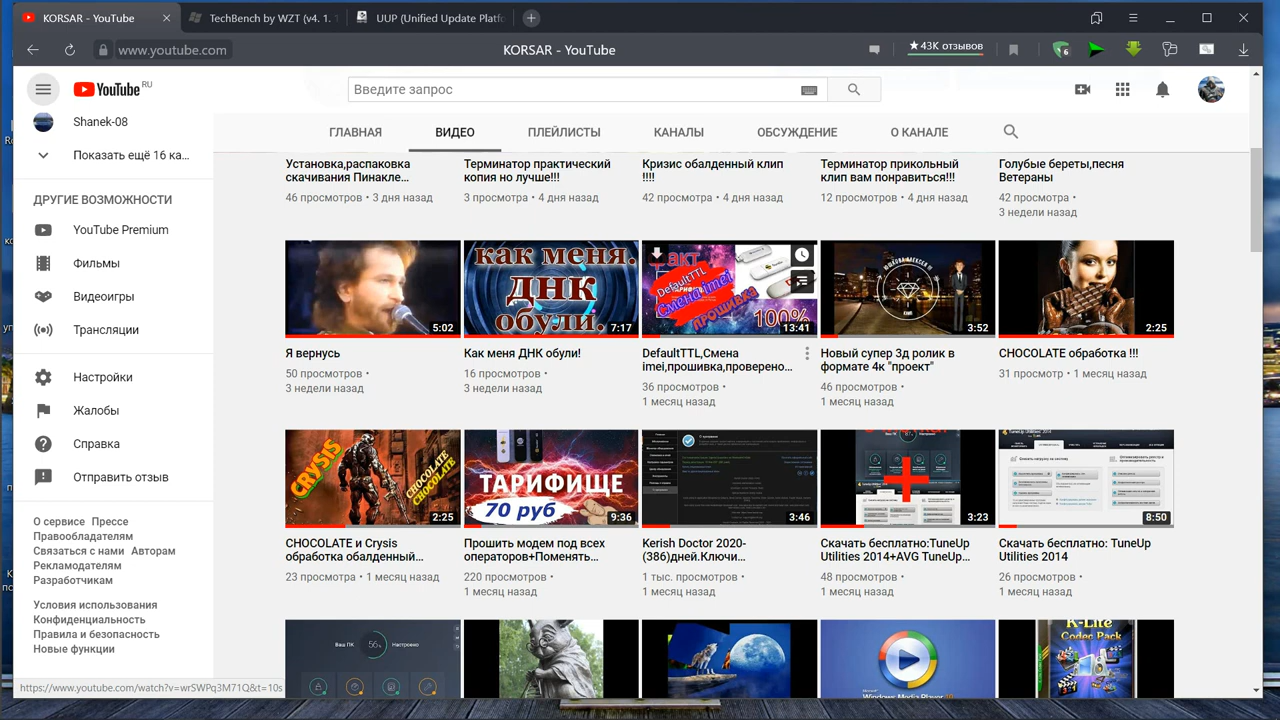 KORSAR - YouTube
TechBench by WZT (v4. 1.
UUP (Unified Update Platfo
www.youtube.com
KORSAR - YouTube
★43K отзывов
6
YouTube RU
Введите запрос
Shanek-08
Показать ещё 16 ка...
ДРУГИЕ ВОЗМОЖНОСТИ
YouTube Premium
Фильмы
Видеоигры
Трансляции
Настройки
Жалобы
Справка
Отправить отзыв
О сервисе Прессе
Правообладателям
Связаться с нами Авторам
Рекламодателям
Разработчикам
Условия использования
Конфиденциальность
Правила и безопасность
Новые функции
https://www.youtube.com/watch?v=wrSWPq3M71Q&t=10s
ГЛАВНАЯ ВИДЕО ПЛЕЙЛИСТЫ КАНАЛЫ ОБСУЖДЕНИЕ О КАНАЛЕ
Установка,распаковка
скачивания Пинакле...
46 просмотров • 3 дня назад
Терминатор практический
копия но лучше!!!
3 просмотра • 4 дня назад
Кризис обалденный клип
!!!!
42 просмотра • 4 дня назад
Терминатор прикольный
клип вам понравиться!!!
12 просмотров • 4 дня назад
Голубые береты,песня
Ветераны
42 просмотра •
3 недели назад
5:02
Я вернусь
50 просмотров •
3 недели назад
как меня.
ДНК
обули.
7:17
Как меня ДНК обули!
16 просмотров •
3 недели назад
DefaultTTL
Смена imei
прошивка
100%
13:41
DefaultTTL,Смена
imei,прошивка,проверено...
36 просмотров •
1 месяц назад
3:52
Новый супер 3д ролик в
формате 4к "проект"
46 просмотров •
1 месяц назад
2:25
CHOCOLATE обработка !!!
31 просмотр • 1 месяц назад
CHOCOLATE
2:25
CHOCOLATE и Crysis
обработка обалденный...
23 просмотра • 1 месяц назад
ТАРИФИЩЕ
70 руб
9:36
Прошить модем под всех
операторов+Поменять...
220 просмотров •
1 месяц назад
3:46
Kerish Doctor 2020-
(386)дней.Ключи...
1 тыс. просмотров •
1 месяц назад
3:23
Скачать бесплатно:TuneUp
Utilities 2014+AVG TuneUp...
48 просмотров •
1 месяц назад
TuneUp Utilities 2014
8:50
Скачать бесплатно: TuneUp
Utilities 2014
26 просмотров •
1 месяц назад
Ваш ПК 56% Настроено
K-Lite
Codec Pack